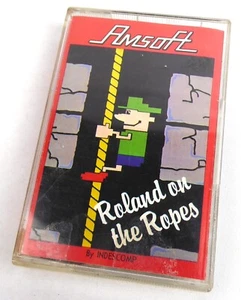 Amsoft
Roland on
the Ropes
By INDESCOMP